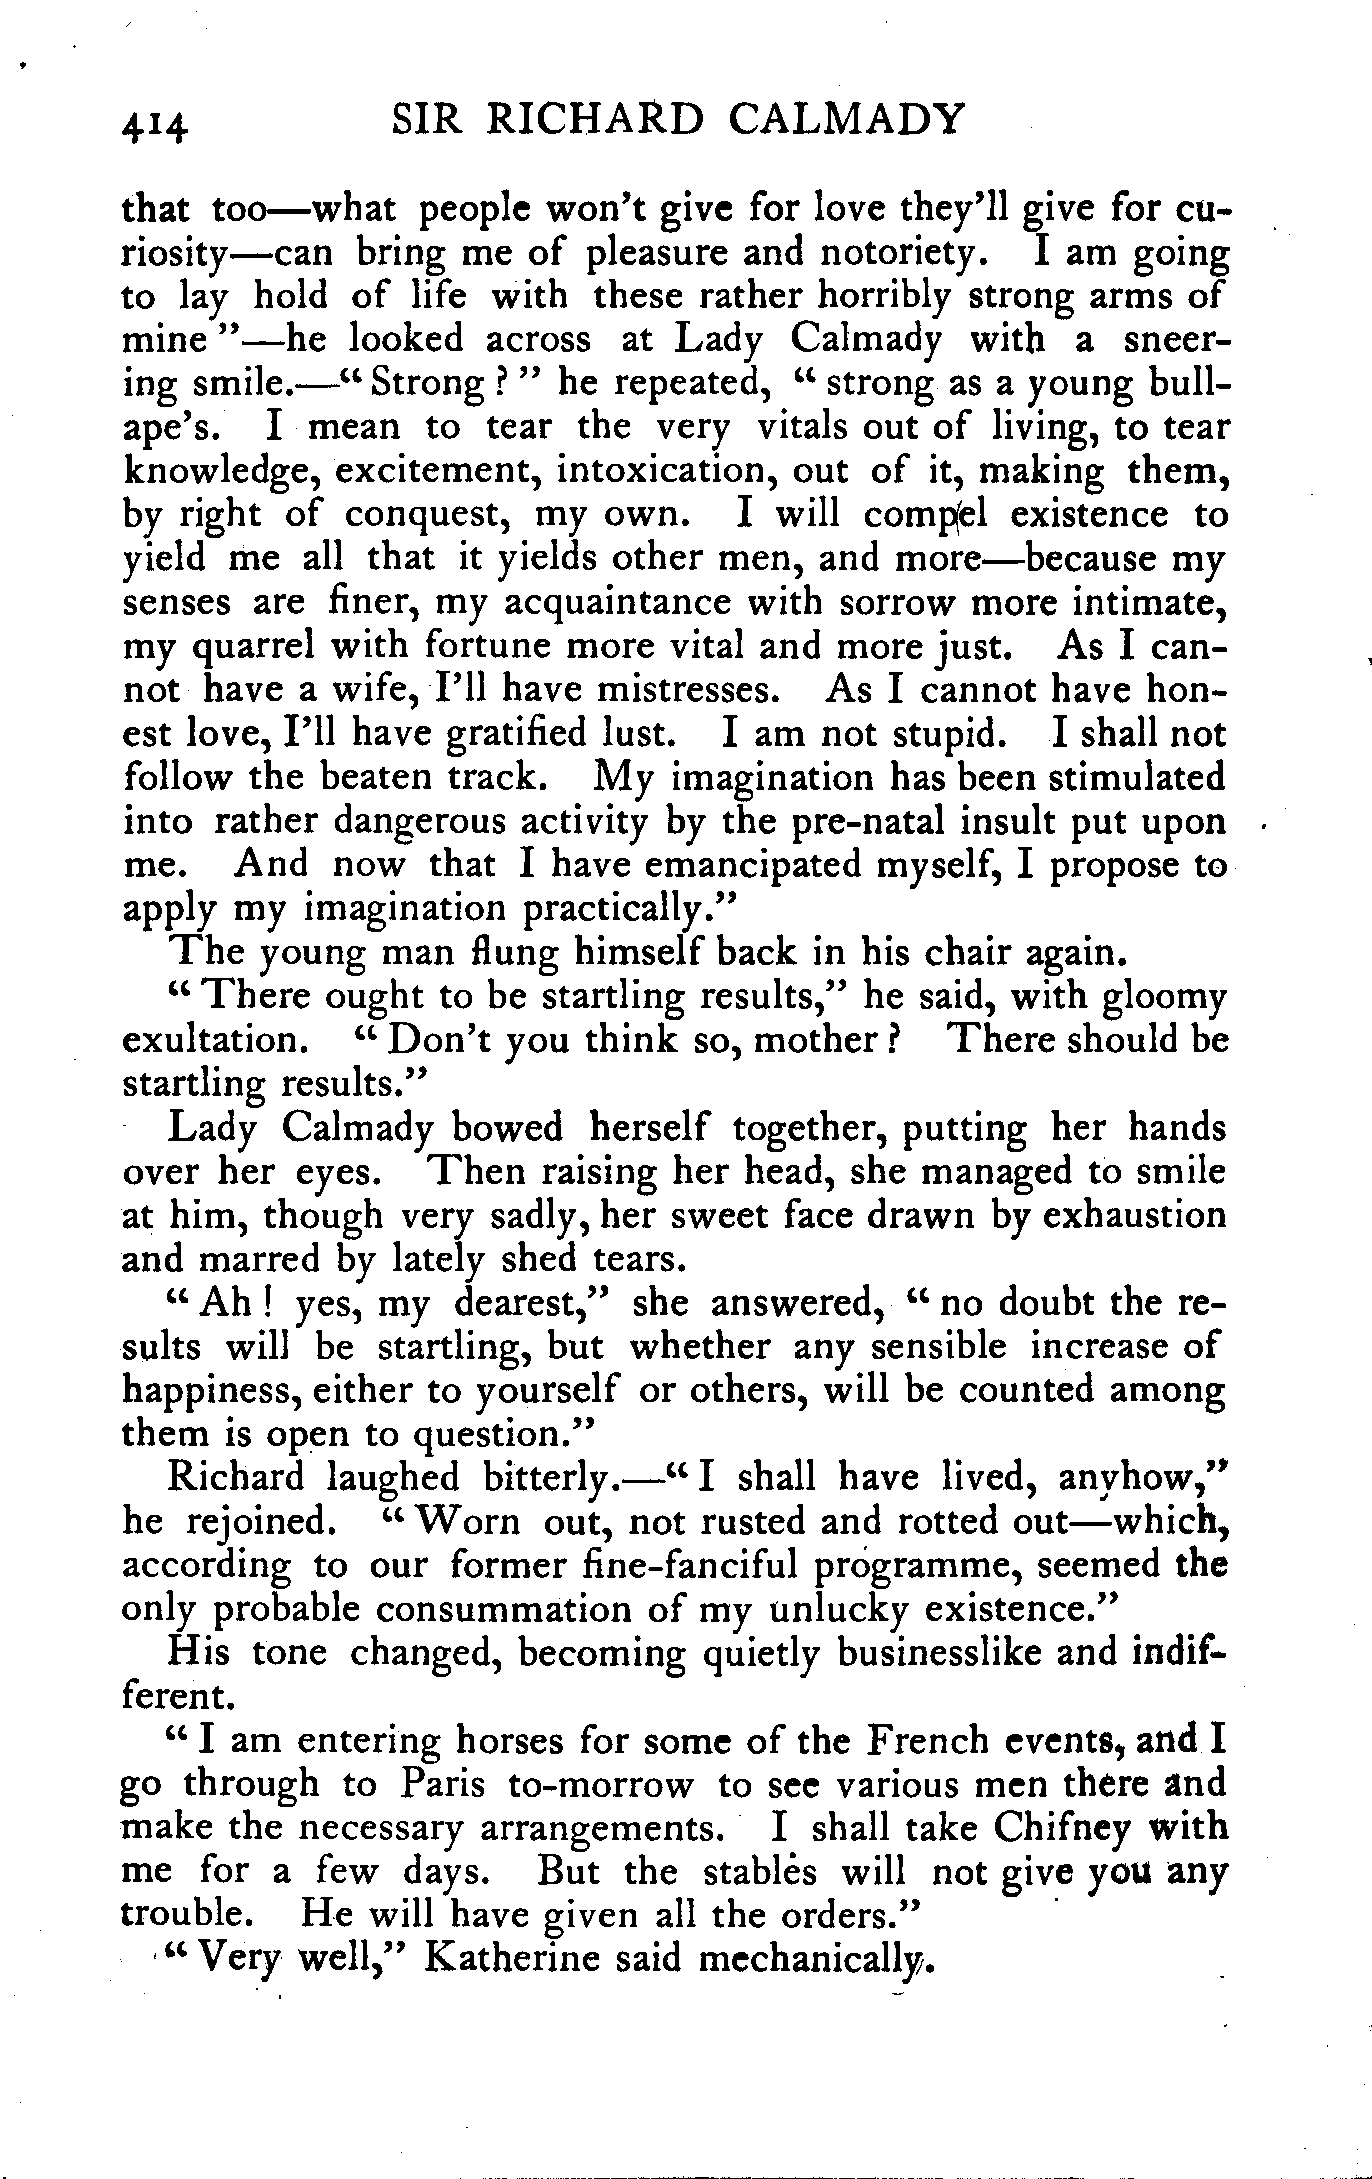 414 SIR RICHARD CALMADY
that too—what people won't give for love they'll give for cu-
riosity—can bring me of pleasure and notoriety. I am going
to lay hold of life with these rather horribly strong arms of
mine"—he looked across at Lady Calmady with a sneer-
ing smile.—"Strong?" he repeated, "strong as a young bull-
ape's. I mean to tear the very vitals out of living, to tear
knowledge, excitement, intoxication, out of it, making them,
by right of conquest, my own. I will compel existence to
yield me all that it yields other men, and more—because my
senses are finer, my acquaintance with sorrow more intimate,
my quarrel with fortune more vital and more just. As I can-
not have a wife, I'll have mistresses. As I cannot have hon-
est love, I'll have gratified lust. I am not stupid. I shall not
follow the beaten track. My imagination has been stimulated
into rather dangerous activity by the pre-natal insult put upon
me. And now that I have emancipated myself, I propose to
apply my imagination practically."
The young man flung himself back in his chair again.
"There ought to be startling results," he said, with gloomy
exultation. "Don't you think so, mother? There should be
startling results."
Lady Calmady bowed herself together, putting her hands
over her eyes. Then raising her head, she managed to smile
at him, though very sadly, her sweet face drawn by exhaustion
and marred by lately shed tears.
"Ah! yes, my dearest," she answered, "no doubt the re-
sults will be startling, but whether any sensible increase of
happiness, either to yourself or others, will be counted among
them is open to question."
Richard laughed bitterly.—"I shall have lived, anyhow,"
he rejoined. "Worn out, not rusted and rotted out—which,
according to our former fine-fanciful programme, seemed the
only probable consummation of my unlucky existence."
His tone changed, becoming quietly businesslike and indif-
ferent.
"I am entering horses for some of the French events, and I
go through to Paris to-morrow to see various men there and
make the necessary arrangements. I shall take Chifney with
me for a few days. But the stables will not give you any
trouble. He will have given all the orders."
"Very well," Katherine said mechanically.